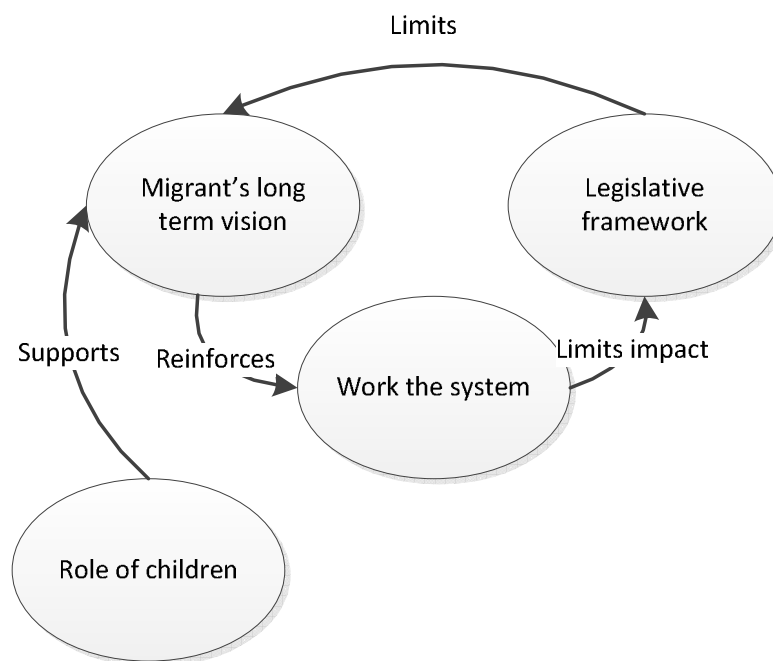 Limits
Migrant’s long
term vision
Legislative
framework
Supports
Reinforces
Limits impact
Work the system
Role of children